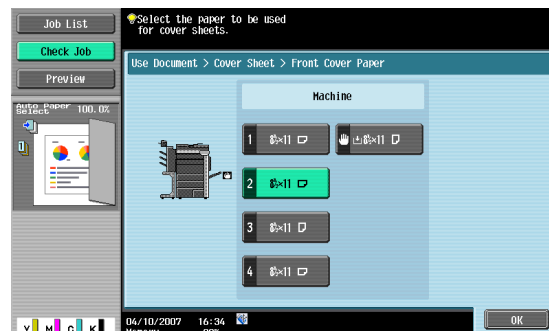 Job List
Check Job
Preview
Auto Paper Select 100.0%
Select the paper to be used
for cover sheets.
Use Document > Cover Sheet > Front Cover Paper
Machine
1 8½×11
8½×11
2 8½×11
3 8½×11
4 8½×11
Y M C K
04/10/2007 16:34
Memory 99%
OK